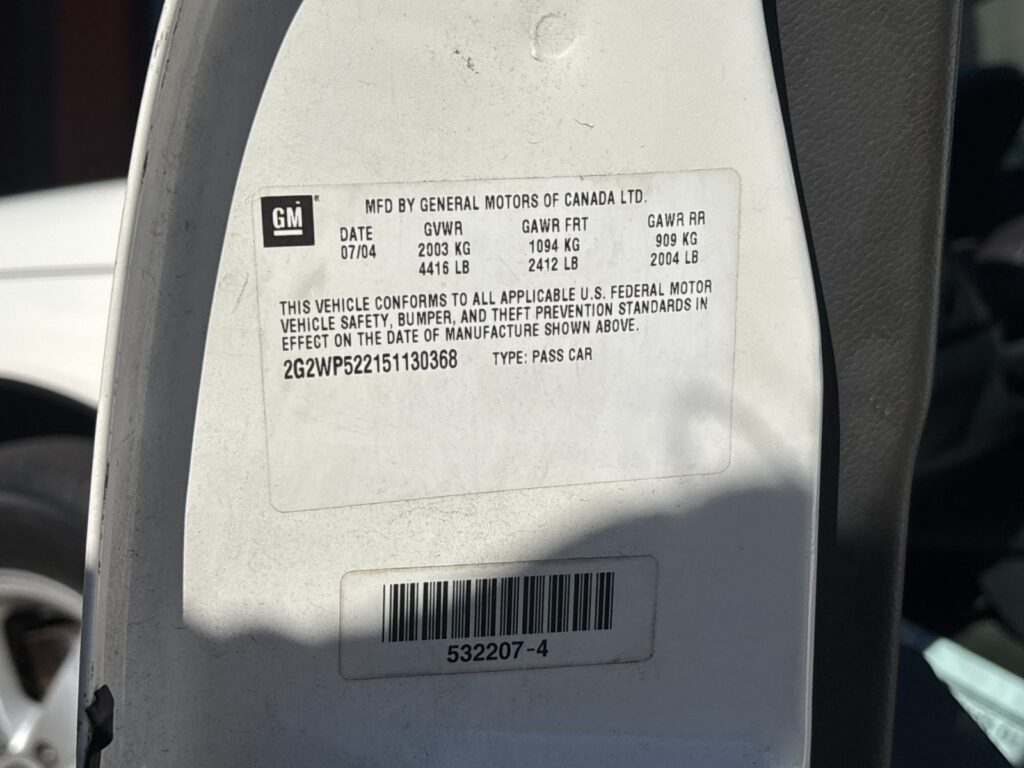 GM
MFD BY GENERAL MOTORS OF CANADA LTD.
DATE GVWR GAWR FRT GAWR RR
07/04 2003 KG 1094 KG 909 KG
4416 LB 2412 LB 2004 LB
THIS VEHICLE CONFORMS TO ALL APPLICABLE U.S. FEDERAL MOTOR
VEHICLE SAFETY, BUMPER, AND THEFT PREVENTION STANDARDS IN
EFFECT ON THE DATE OF MANUFACTURE SHOWN ABOVE.
2G2WP522151130368 TYPE: PASS CAR
532207-4